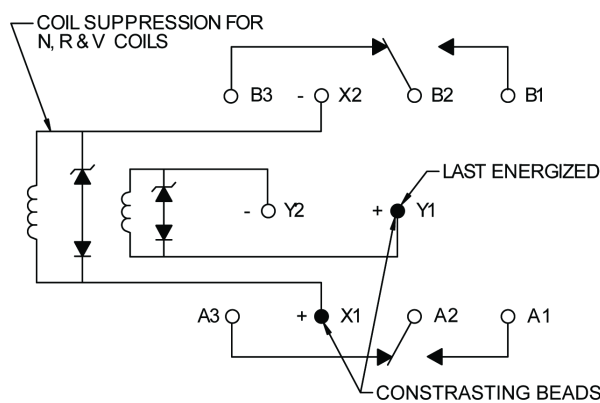 COIL SUPPRESSION FOR
N, R & V COILS
B3 - X2 B2 B1
LAST ENERGIZED
- Y2 + Y1
A3 + X1 A2 A1
CONSTRASTING BEADS